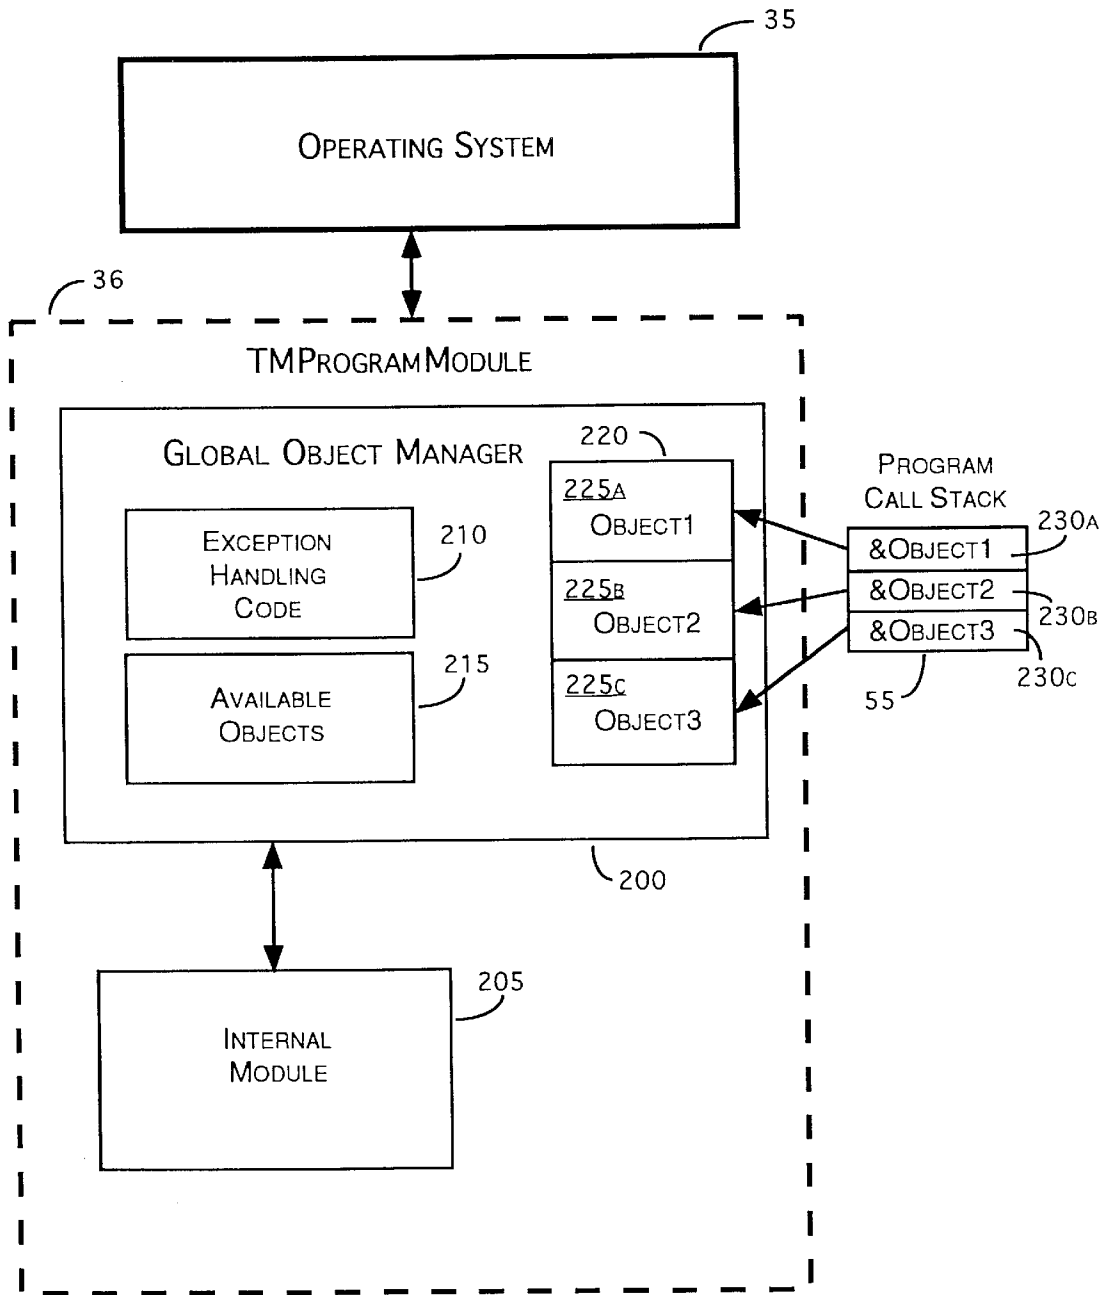 35
OPERATING SYSTEM
36
TMPROGRAMMODULE
GLOBAL OBJECT MANAGER
220
225A
OBJECT1
225B
OBJECT2
225C
OBJECT3
EXCEPTION
HANDLING
CODE
210
AVAILABLE
OBJECTS
215
200
PROGRAM
CALL STACK
&OBJECT1
230A
&OBJECT2
230B
&OBJECT3
230C
55
INTERNAL
MODULE
205